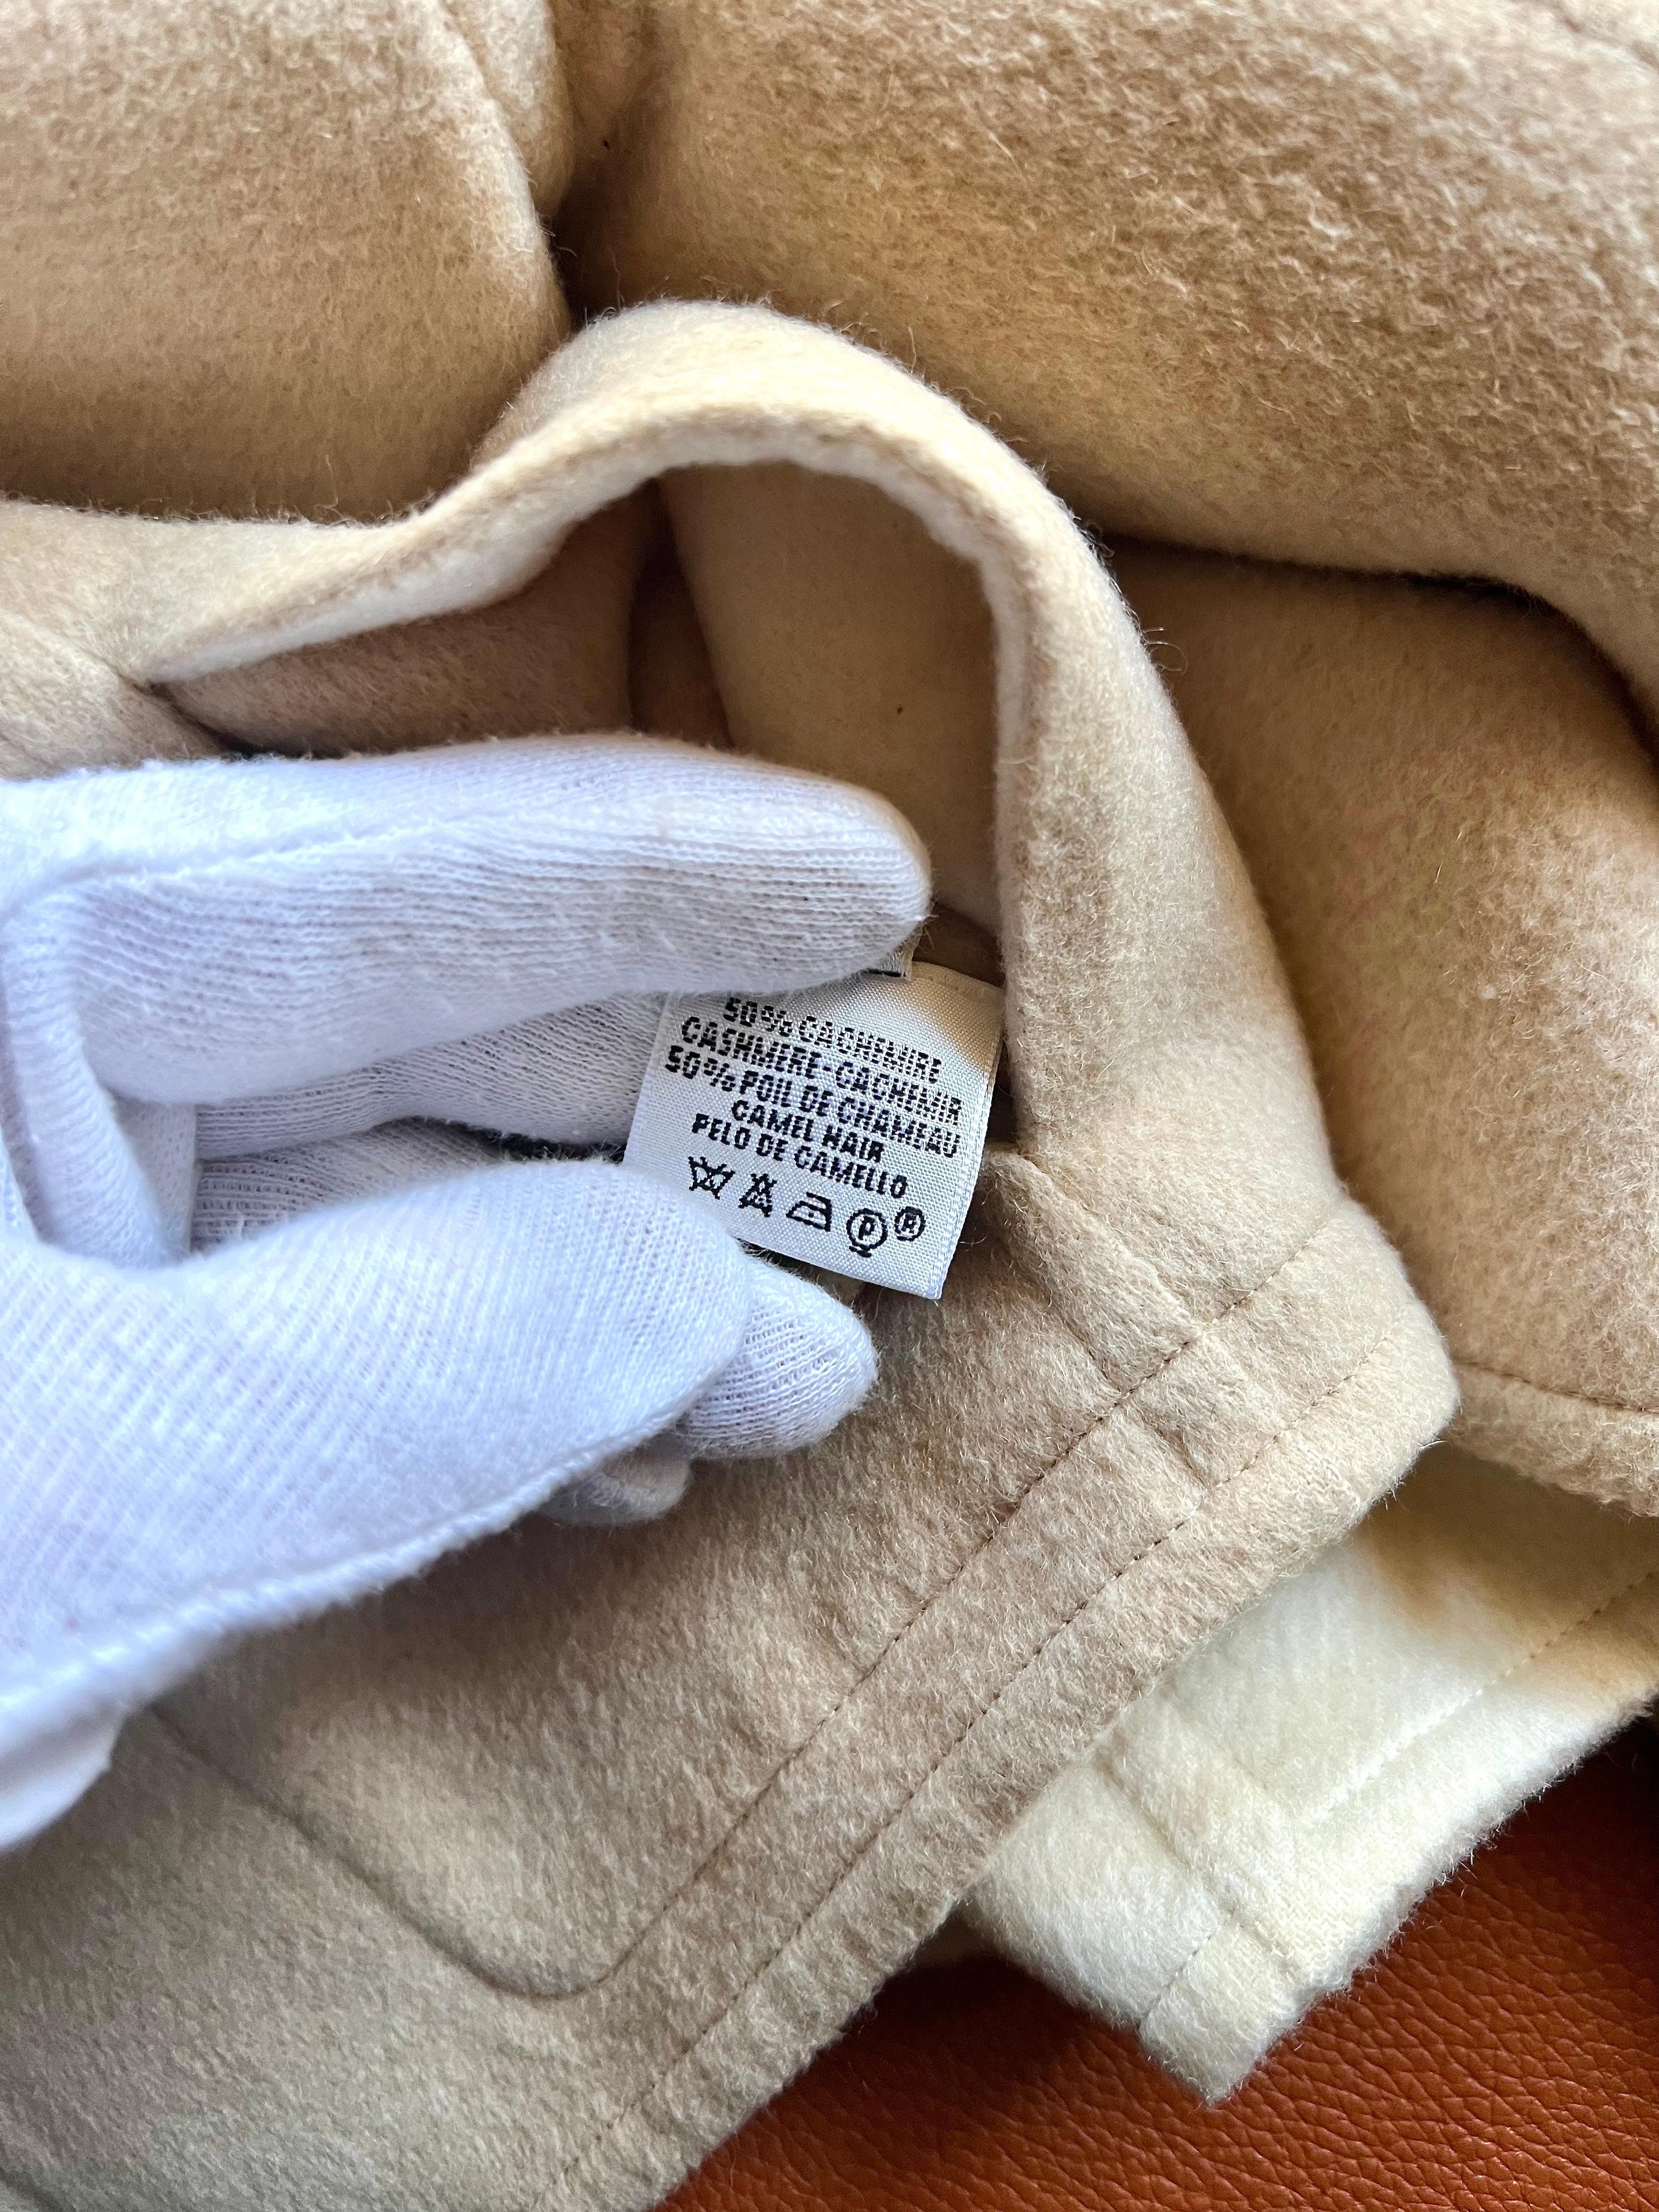 50% CACHEMIRE
CASHMERE-CACHEMIR
50% POIL DE CHAMEAU
CAMEL HAIR
PELO DE CAMELLO
P ®